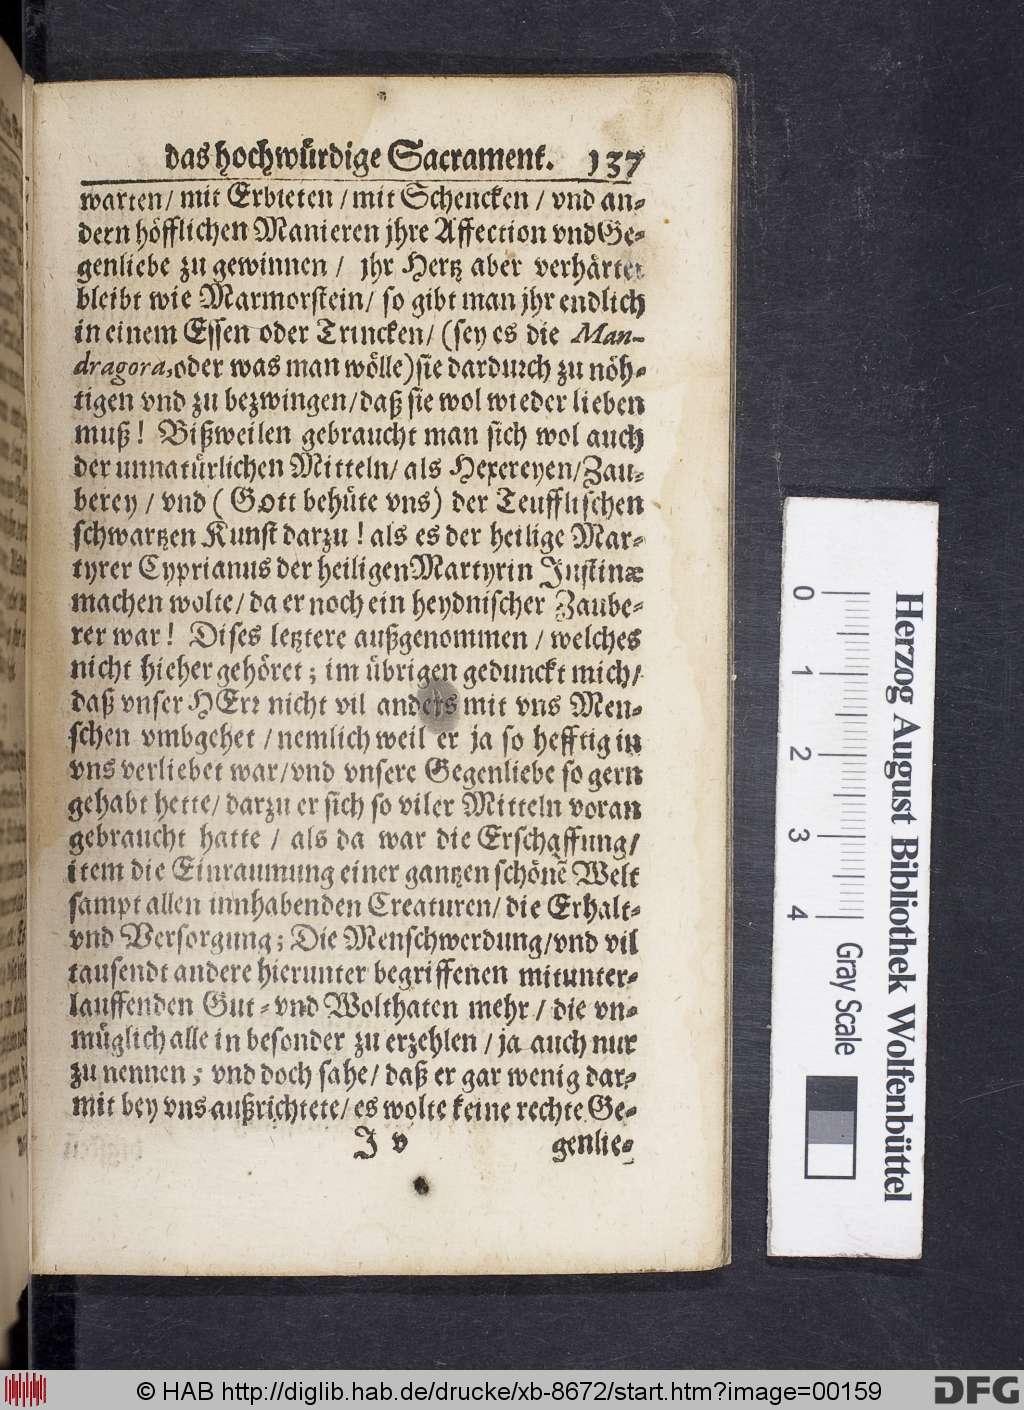 das hochwürdige Sacrament. 137
warten/ mit Erbieten / mit Schencken / vnd an-
dern höfflichen Manieren jhre Affection vnd Ge-
genliebe zu gewinnen / jhr Hertz aber verhärtet
bleibt wie Marmorstein/ so gibt man jhr endlich
in einem Essen oder Trincken/ (sey es die Man-
dragora, oder was man wölle) sie dardurch zu nöh-
tigen vnd zu bezwingen/ daß sie wol wieder lieben
muß ! Bißweilen gebraucht man sich wol auch
der unnatürlichen Mitteln/ als Hexereyen/ Zau-
berey / vnd ( Gott behüte vns) der Teufflischen
schwartzen Kunst darzu ! als es der heilige Mar-
tyrer Cyprianus der heiligen Martyrin Justinæ
machen wolte/ da er noch ein heydnischer Zaube-
rer war ! Dises letztere außgenommen / welches
nicht hieher gehöret ; im übrigen gedunckt mich/
daß vnser HErr nicht vil anders mit vns Men-
schen vmbgehet / nemlich weil er ja so hefftig in
vns verliebet war/ vnd vnsere Gegenliebe so gern
gehabt hette/ darzu er sich so viler Mitteln voran
gebraucht hatte / als da war die Erschaffung/
item die Einraumung einer gantzen schönē Welt
sampt allen innhabenden Creaturen/ die Erhalt-
vnd Versorgung ; Die Menschwerdung/ vnd vil
tausendt andere hierunter begriffenen mitunter-
lauffenden Gut- vnd Wolthaten mehr / die vn-
müglich alle in besonder zu erzehlen / ja auch nur
zu nennen ; vnd doch sahe/ daß er gar wenig dar-
mit bey vns außrichtete/ es wolte keine rechte Ge-
J v genlie-
0 1 2 3 4
Gray Scale
Herzog August Bibliothek Wolfenbüttel
© HAB http://diglib.hab.de/drucke/xb-8672/start.htm?image=00159
DFG